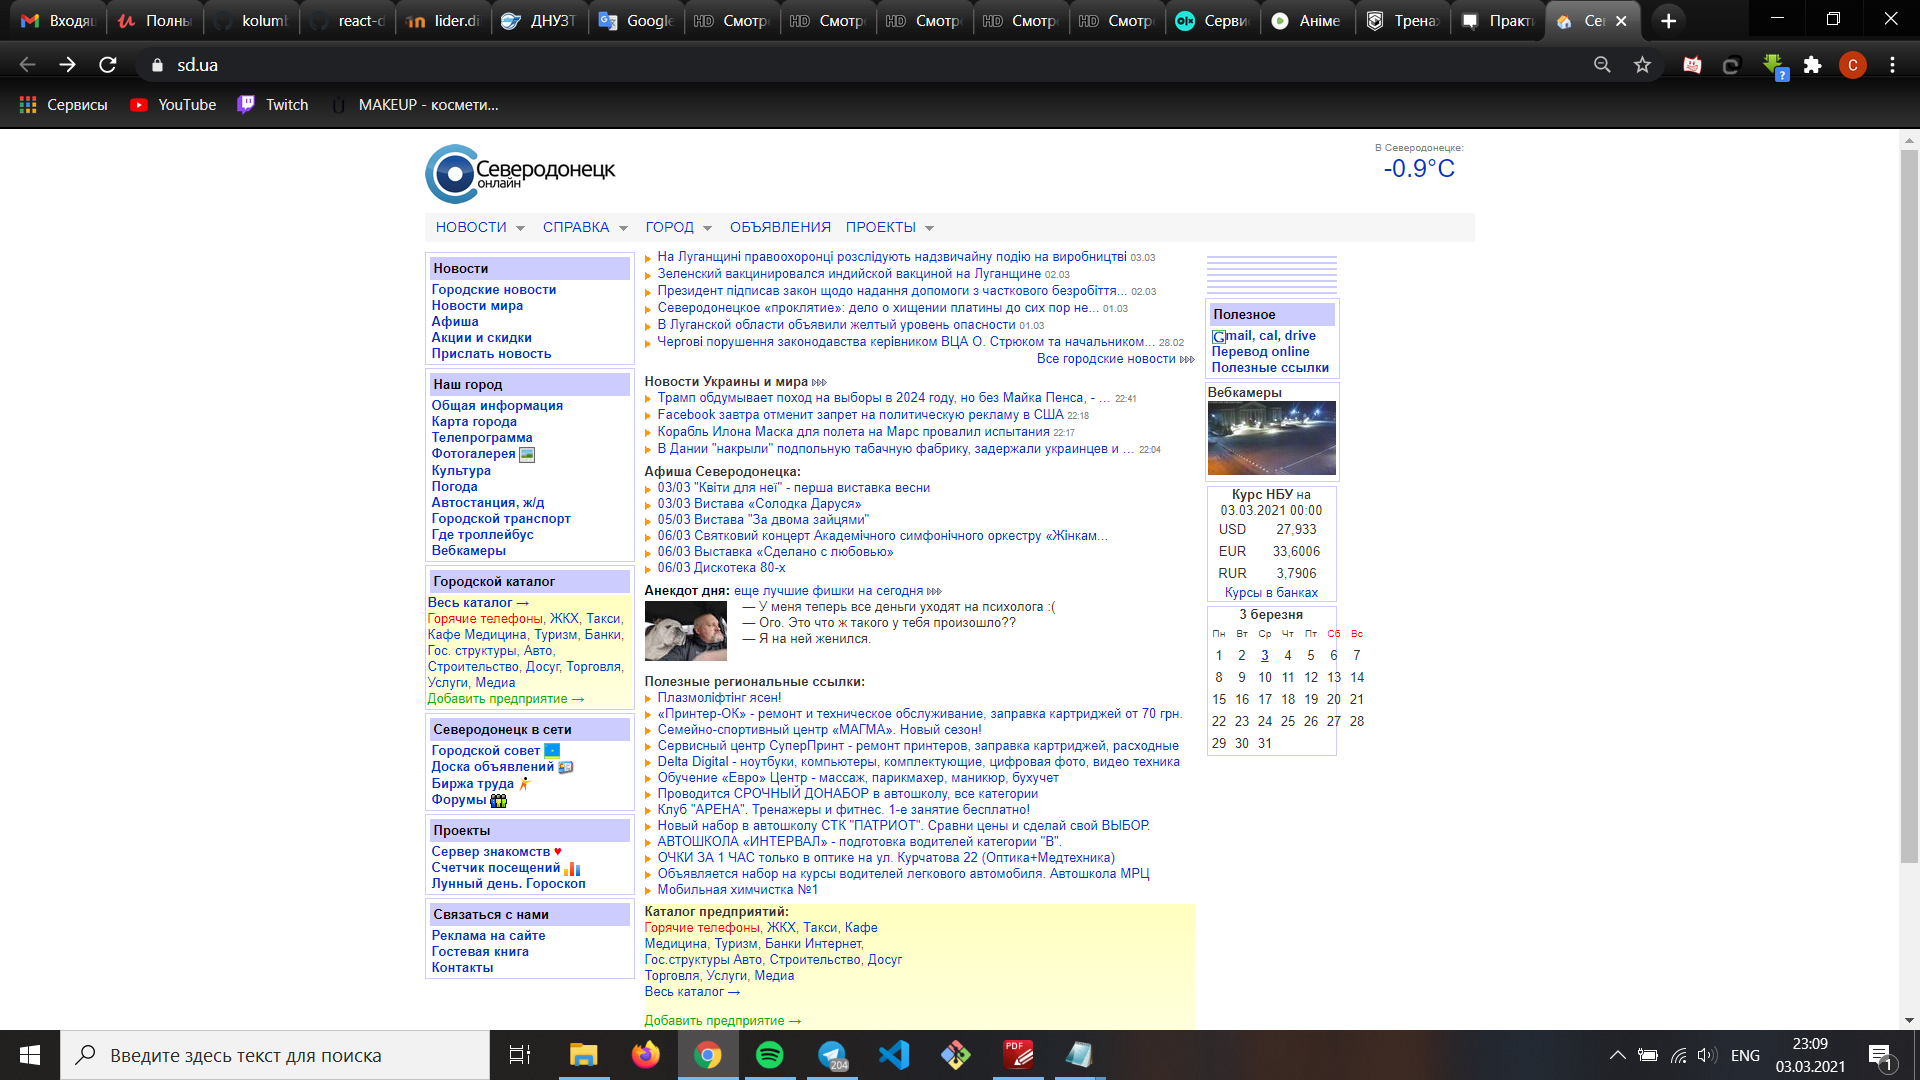 Входящ
Полны
kolumb
react-d
lider.di
ДНУЗТ
Google
Смотре
Смотре
Смотре
Смотре
Смотре
Серви
Аніме
Трена
Практи
Се
sd.ua
Сервисы
YouTube
Twitch
MAKEUP - космети...
Северодонецк
онлайн
В Северодонецке:
-0.9°C
НОВОСТИ
СПРАВКА
ГОРОД
ОБЪЯВЛЕНИЯ
ПРОЕКТЫ
Новости
Городские новости
Новости мира
Афиша
Акции и скидки
Прислать новость
Наш город
Общая информация
Карта города
Телепрограмма
Фотогалерея
Культура
Погода
Автостанция, ж/д
Городской транспорт
Где троллейбус
Вебкамеры
Городской каталог
Весь каталог →
Горячие телефоны, ЖКХ, Такси,
Кафе Медицина, Туризм, Банки,
Гос. структуры, Авто,
Строительство, Досуг, Торговля,
Услуги, Медиа
Добавить предприятие →
Северодонецк в сети
Городской совет
Доска объявлений
Биржа труда
Форумы
Проекты
Сервер знакомств ♥
Счетчик посещений
Лунный день. Гороскоп
Связаться с нами
Реклама на сайте
Гостевая книга
Контакты
На Луганщині правоохоронці розслідують надзвичайну подію на виробництві 03.03
Зеленский вакцинировался индийской вакциной на Луганщине 02.03
Президент підписав закон щодо надання допомоги з часткового безробіття... 02.03
Северодонецкое «проклятие»: дело о хищении платины до сих пор не... 01.03
В Луганской области объявили желтый уровень опасности 01.03
Чергові порушення законодавства керівником ВЦА О. Стрюком та начальником... 28.02
Все городские новости
Новости Украины и мира
Трамп обдумывает поход на выборы в 2024 году, но без Майка Пенса, - ... 22:41
Facebook завтра отменит запрет на политическую рекламу в США 22:18
Корабль Илона Маска для полета на Марс провалил испытания 22:17
В Дании "накрыли" подпольную табачную фабрику, задержали украинцев и ... 22:04
Афиша Северодонецка:
03/03 "Квіти для неї" - перша виставка весни
03/03 Вистава «Солодка Даруся»
05/03 Вистава "За двома зайцями"
06/03 Святковий концерт Академічного симфонічного оркестру «Жінкам...
06/03 Выставка «Сделано с любовью»
06/03 Дискотека 80-х
Анекдот дня: еще лучшие фишки на сегодня
— У меня теперь все деньги уходят на психолога :(
— Ого. Это что ж такого у тебя произошло??
— Я на ней женился.
Полезные региональные ссылки:
Плазмоліфтінг ясен!
«Принтер-ОК» - ремонт и техническое обслуживание, заправка картриджей от 70 грн.
Семейно-спортивный центр «МАГМА». Новый сезон!
Сервисный центр СуперПринт - ремонт принтеров, заправка картриджей, расходные
Delta Digital - ноутбуки, компьютеры, комплектующие, цифровая фото, видео техника
Обучение «Евро» Центр - массаж, парикмахер, маникюр, бухучет
Проводится СРОЧНЫЙ ДОНАБОР в автошколу, все категории
Клуб "АРЕНА". Тренажеры и фитнес. 1-е занятие бесплатно!
Новый набор в автошколу СТК "ПАТРИОТ". Сравни цены и сделай свой ВЫБОР.
АВТОШКОЛА «ИНТЕРВАЛ» - подготовка водителей категории "В".
ОЧКИ ЗА 1 ЧАС только в оптике на ул. Курчатова 22 (Оптика+Медтехника)
Объявляется набор на курсы водителей легкового автомобиля. Автошкола МРЦ
Мобильная химчистка №1
Каталог предприятий:
Горячие телефоны, ЖКХ, Такси, Кафе
Медицина, Туризм, Банки Интернет,
Гос.структуры Авто, Строительство, Досуг
Торговля, Услуги, Медиа
Весь каталог →
Добавить предприятие →
Полезное
Gmail, cal, drive
Перевод online
Полезные ссылки
Вебкамеры
Курс НБУ на
03.03.2021 00:00
USD 27,933
EUR 33,6006
RUR 3,7906
Курсы в банках
3 березня
Пн Вт Ср Чт Пт Сб Вс
1 2 3 4 5 6 7
8 9 10 11 12 13 14
15 16 17 18 19 20 21
22 23 24 25 26 27 28
29 30 31
Введите здесь текст для поиска
204
PDF
ENG
23:09
03.03.2021
1